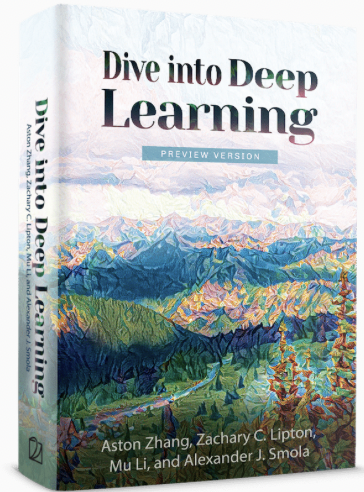 Dive into Deep
Learning
PREVIEW VERSION
Aston Zhang, Zachary C. Lipton,
Mu Li, and Alexander J. Smola
Dive into Deep Learning
Aston Zhang, Zachary C. Lipton, Mu Li, and Alexander J. Smola